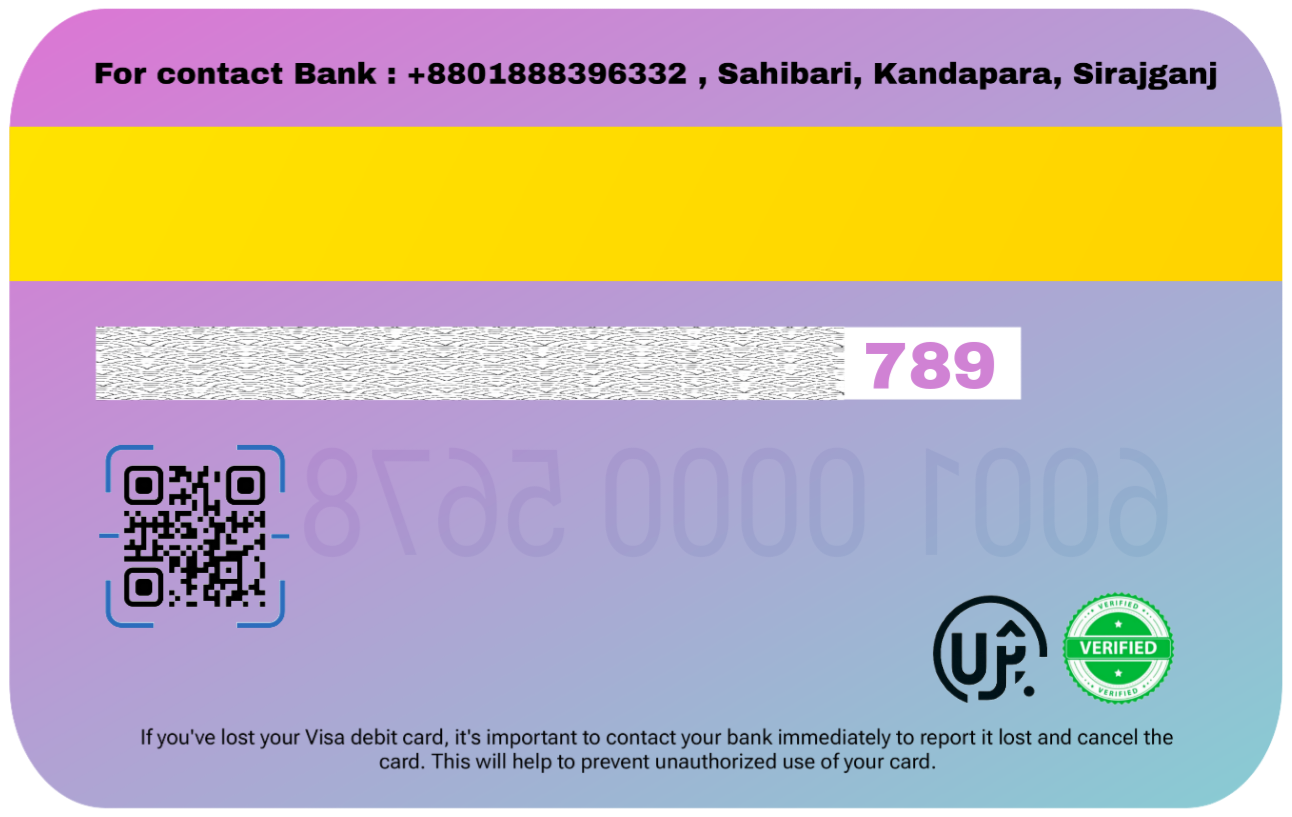 For contact Bank : +8801888396332 , Sahibari, Kandapara, Sirajganj
789
6001 0000 5678
VERIFIED
VERIFIED
VERIFIED
If you've lost your Visa debit card, it's important to contact your bank immediately to report it lost and cancel the
card. This will help to prevent unauthorized use of your card.